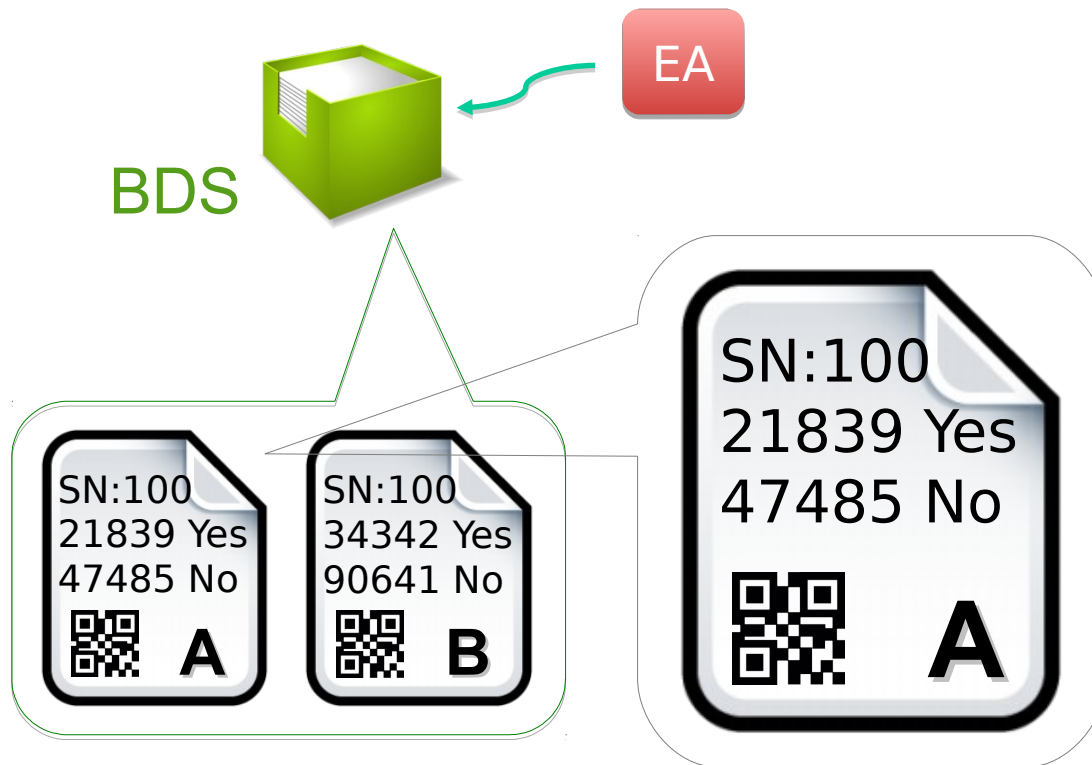 EA
BDS
SN:100
21839 Yes
47485 No
A
SN:100
34342 Yes
90641 No
B
SN:100
21839 Yes
47485 No
A